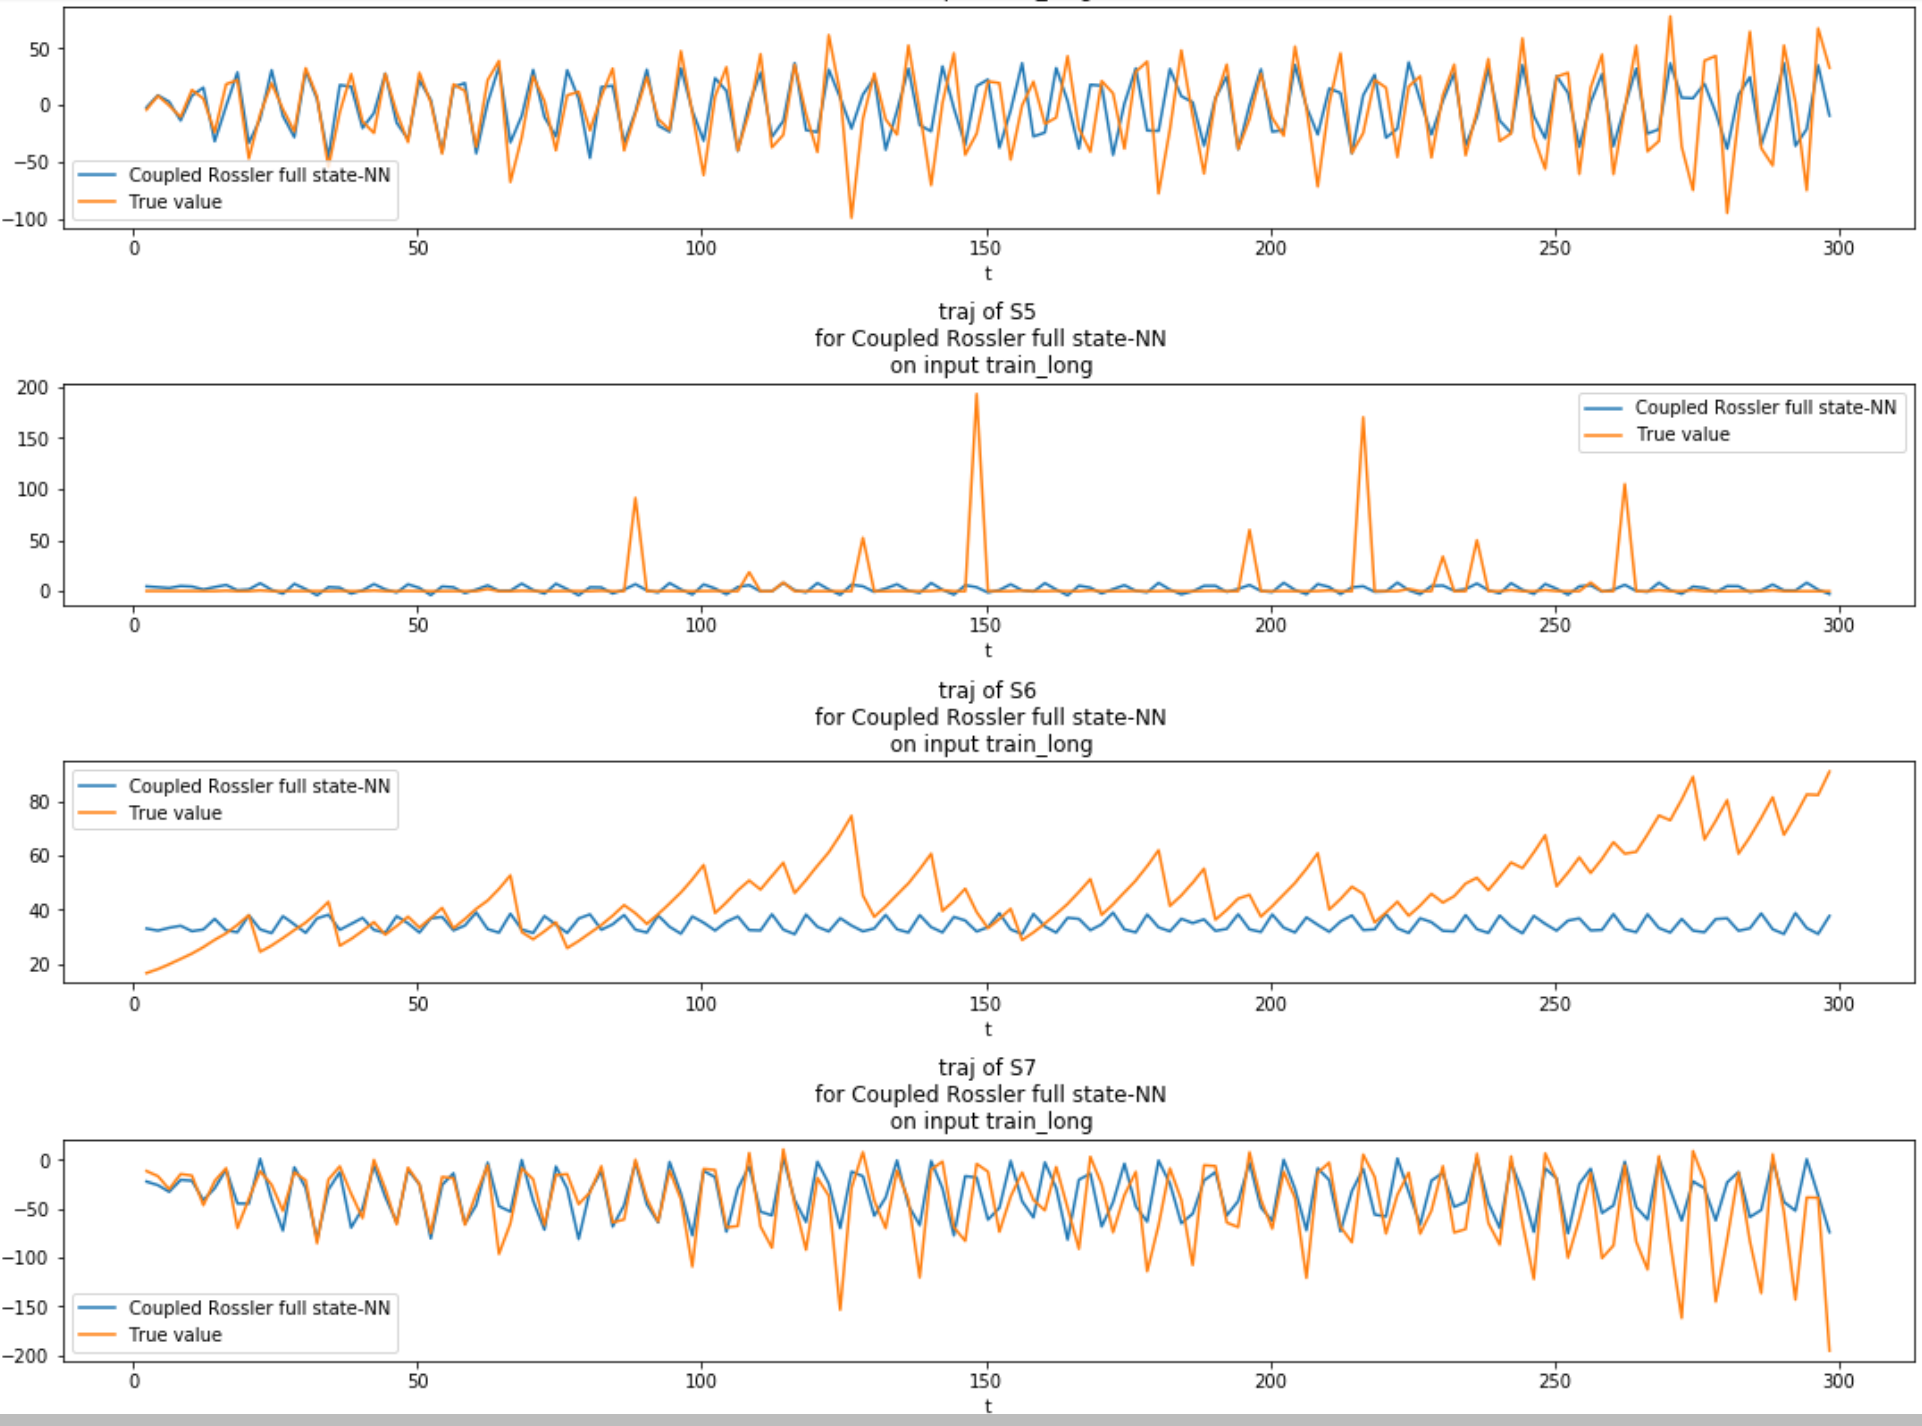 50
0
−50
−100
Coupled Rossler full state-NN
True value
0 50 100 150 200 250 300
t
traj of S5
for Coupled Rossler full state-NN
on input train_long
200
150
100
50
0
Coupled Rossler full state-NN
True value
0 50 100 150 200 250 300
t
traj of S6
for Coupled Rossler full state-NN
on input train_long
80
60
40
20
Coupled Rossler full state-NN
True value
0 50 100 150 200 250 300
t
traj of S7
for Coupled Rossler full state-NN
on input train_long
0
−50
−100
−150
−200
Coupled Rossler full state-NN
True value
0 50 100 150 200 250 300
t